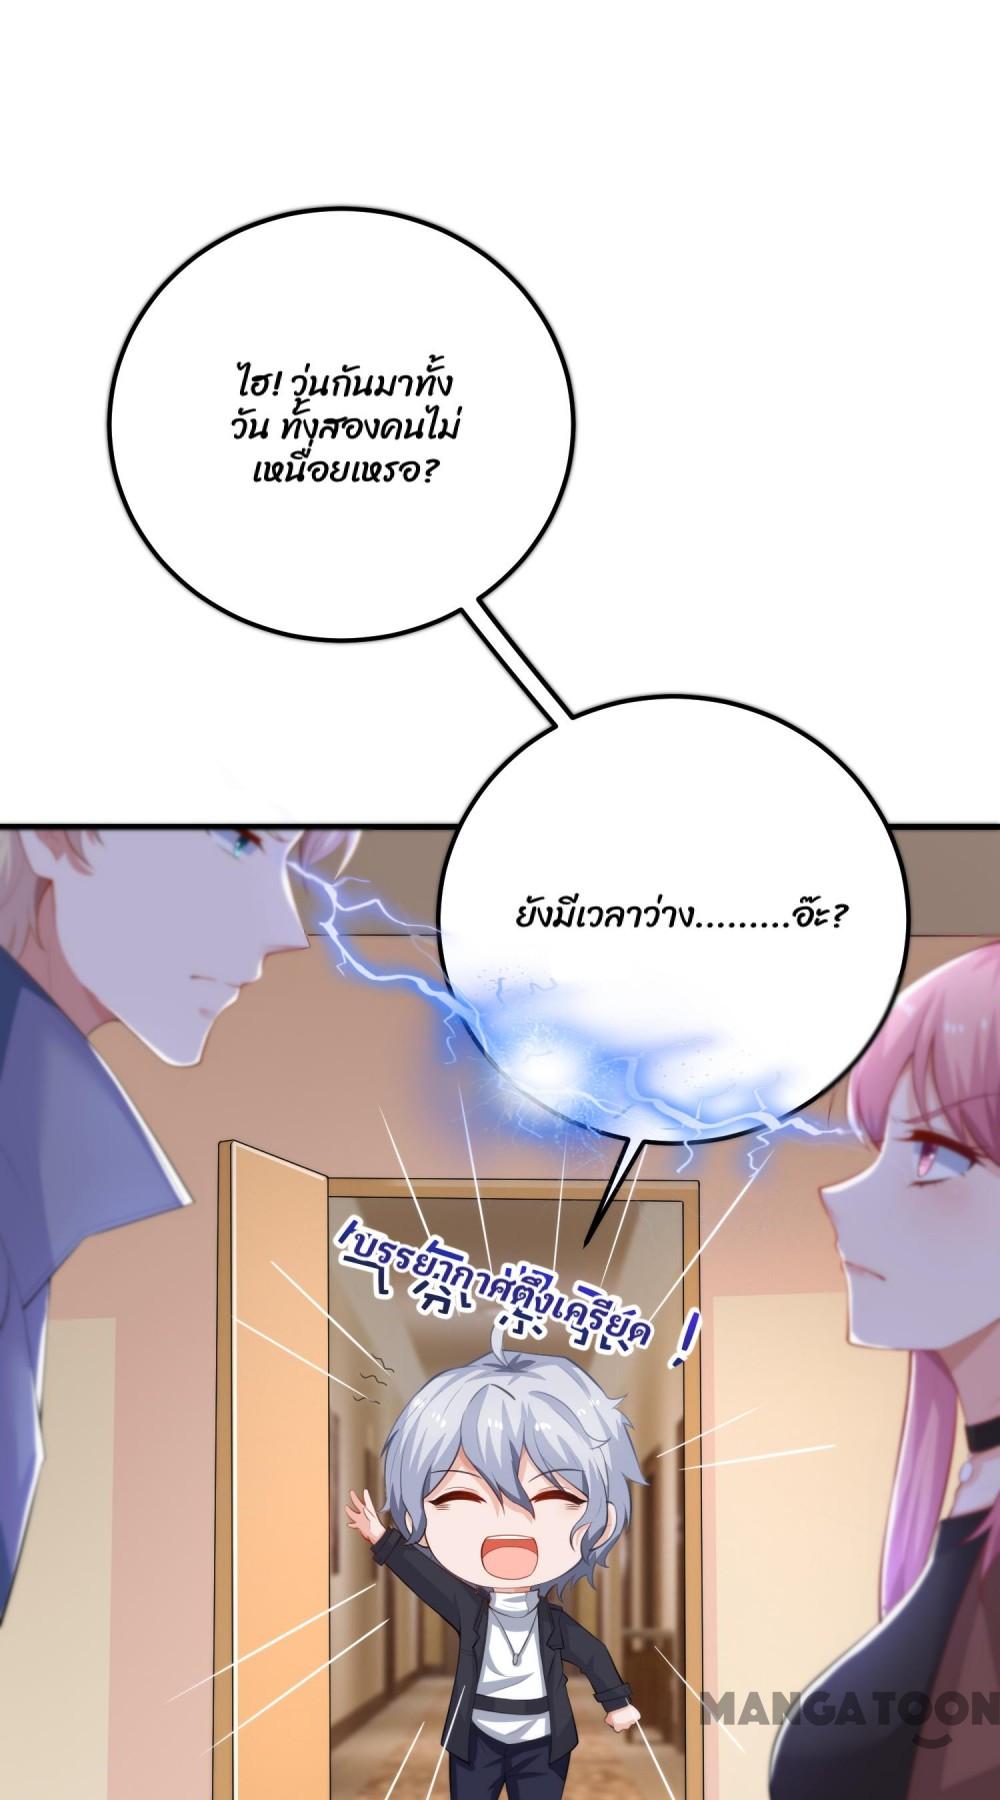 ไฮ! วุ่นกันมาทั้ง
วัน ทั้งสองคนไม่
เหนื่อยเหรอ?
ยังมีเวลาว่าง.........อ๊ะ?
บรรยากาศตึงเครียด
!
MANGATOON